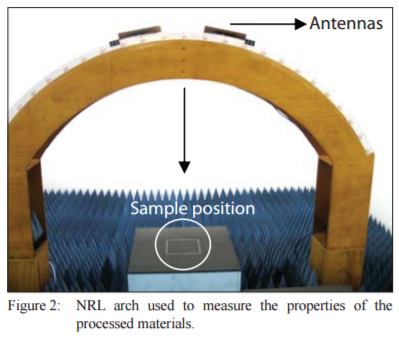 Antennas
Sample position
Figure 2: NRL arch used to measure the properties of the
processed materials.